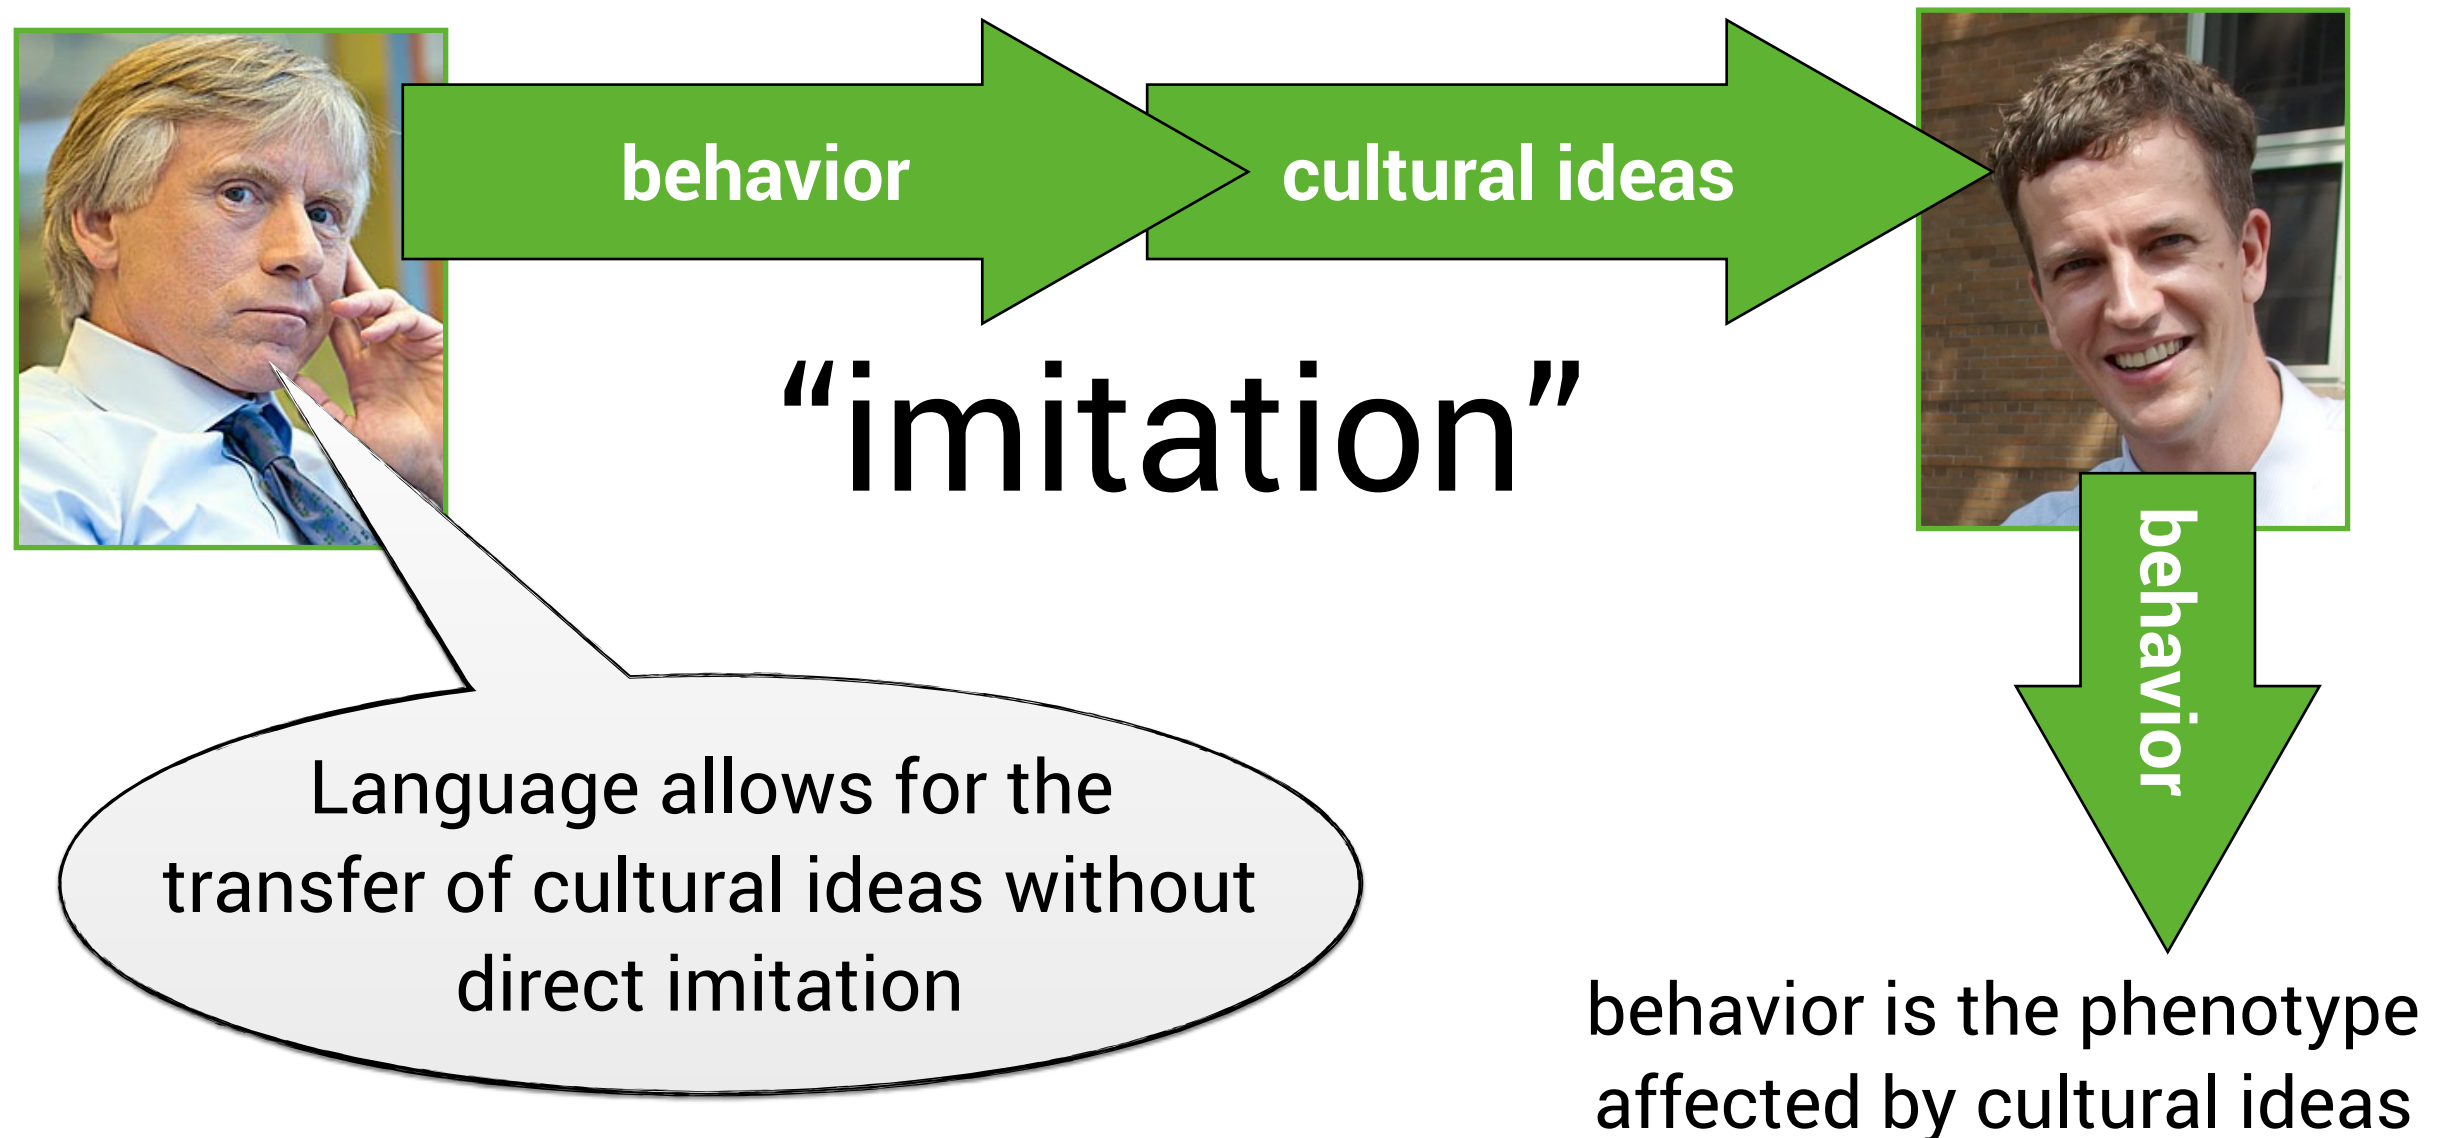 behavior
cultural ideas
“imitation”
behavior
Language allows for the
transfer of cultural ideas without
direct imitation
behavior is the phenotype
affected by cultural ideas